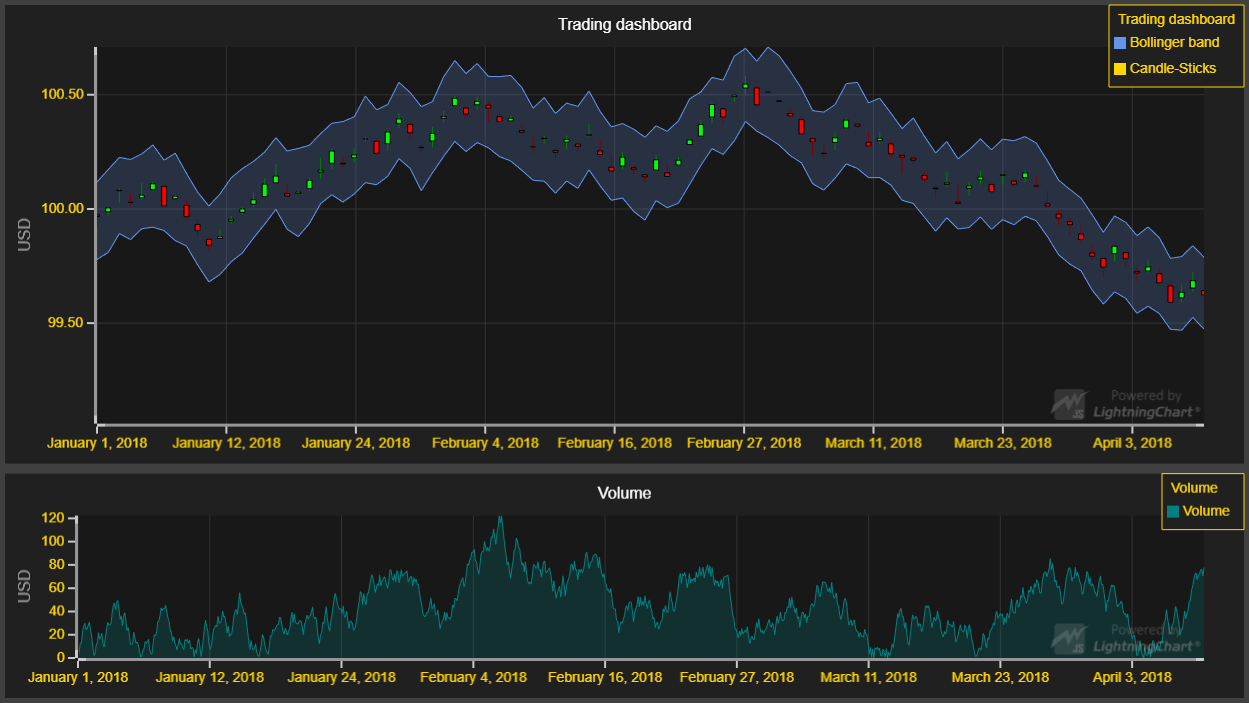 Trading dashboard
Trading dashboard
Bollinger band
Candle-Sticks
100.50
100.00
99.50
USD
Powered by
JS LightningChart®
January 1, 2018 January 12, 2018 January 24, 2018 February 4, 2018 February 16, 2018 February 27, 2018 March 11, 2018 March 23, 2018 April 3, 2018
Volume
Volume
Volume
120
100
80
60
40
20
0
USD
Powered by
JS LightningChart®
January 1, 2018 January 12, 2018 January 24, 2018 February 4, 2018 February 16, 2018 February 27, 2018 March 11, 2018 March 23, 2018 April 3, 2018